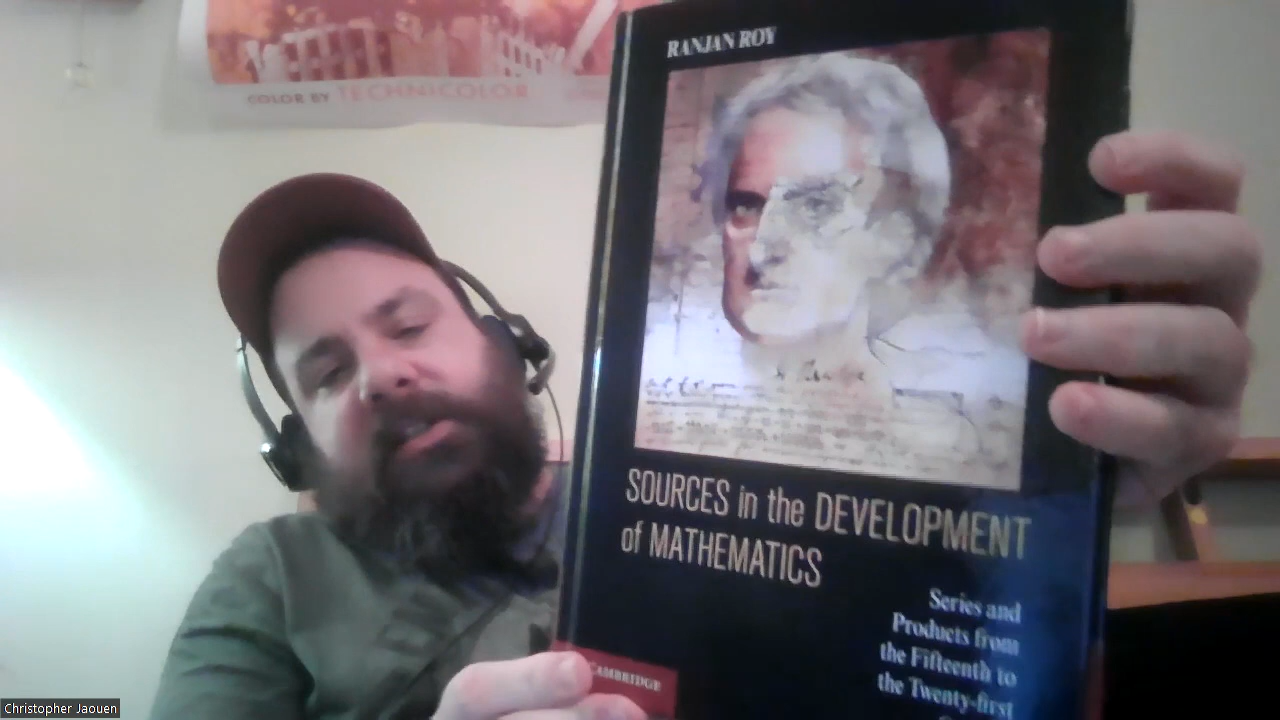 COLOR BY TECHNICOLOR
RANJAN ROY
SOURCES in the DEVELOPMENT
of MATHEMATICS
Series and
Products from
the Fifteenth to
the Twenty-first
CAMBRIDGE
Christopher Jaouen